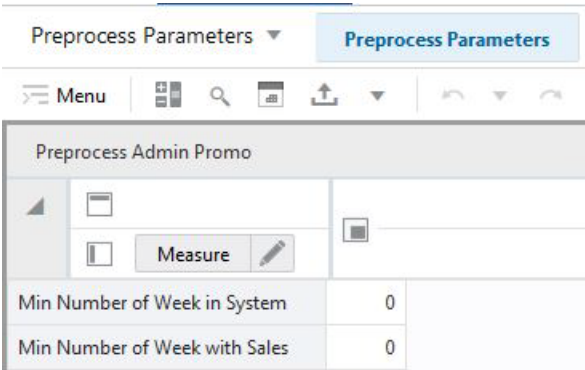 Preprocess Parameters Preprocess Parameters
Menu
Preprocess Admin Promo
Measure
Min Number of Week in System 0
Min Number of Week with Sales 0